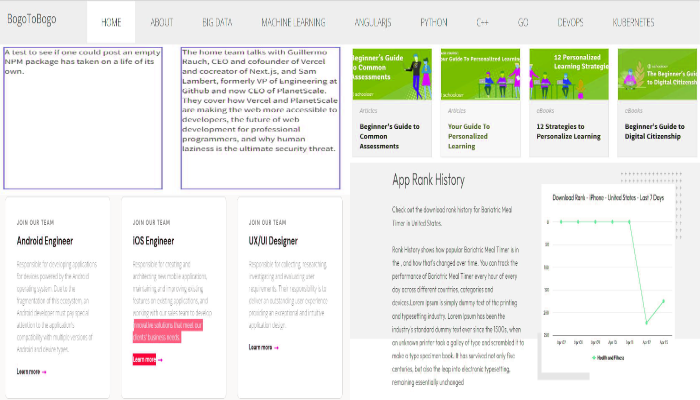 BogoToBogo
HOME
ABOUT
BIG DATA
MACHINE LEARNING
ANGULARJS
PYTHON
C++
GO
DEVOPS
KUBERNETES
A test to see if one could post an empty
NPM package has taken on a life of its
own.
The home team talks with Guillermo
Rauch, CEO and cofounder of Vercel
and cocreator of Next.js, and Sam
Lambert, formerly VP of Engineering at
Github and now CEO of PlanetScale.
They cover how Vercel and PlanetScale
are making the web more accessible to
developers, the future of web
development for professional
programmers, and why human
laziness is the ultimate security threat.
Beginner's Guide
to Common
Assessments
Your Guide To Personalized Learning
12 Personalized
Learning Strategies
The Beginner's Guide
to Digital Citizenship
Articles
Beginner's Guide to
Common
Assessments
Articles
Your Guide To
Personalized
Learning
eBooks
12 Strategies to
Personalize Learning
eBooks
Beginner's Guide to
Digital Citizenship
JOIN OUR TEAM
Android Engineer
Responsible for developing applications
for devices powered by the Android
operating system. Due to the
fragmentation of this ecosystem, an
Android developer must pay special
attention to the application's
compatibility with multiple versions of
Android and device types.
Learn more →
JOIN OUR TEAM
iOS Engineer
Responsible for creating and
architecting new mobile applications,
maintaining and improving existing
features on existing applications, and
working with our sales team to develop
innovative solutions that meet our
clients' business needs.
Learn more →
JOIN OUR TEAM
UX/UI Designer
Responsible for collecting, researching,
investigating and evaluating user
requirements. Their responsibility is to
deliver an outstanding user experience
providing an exceptional and intuitive
application design.
Learn more →
App Rank History
Check out the download rank history for Bariatric Meal
Timer in United States.
Rank History shows how popular Bariatric Meal Timer is in
the , and how that's changed over time. You can track the
performance of Bariatric Meal Timer every hour of every
day across different countries, categories and
devices.Lorem Ipsum is simply dummy text of the printing
and typesetting industry. Lorem Ipsum has been the
industry's standard dummy text ever since the 1500s, when
an unknown printer took a galley of type and scrambled it to
make a type specimen book. It has survived not only five
centuries, but also the leap into electronic typesetting,
remaining essentially unchanged
Download Rank - iPhone - United States - Last 7 Days
Health and Fitness